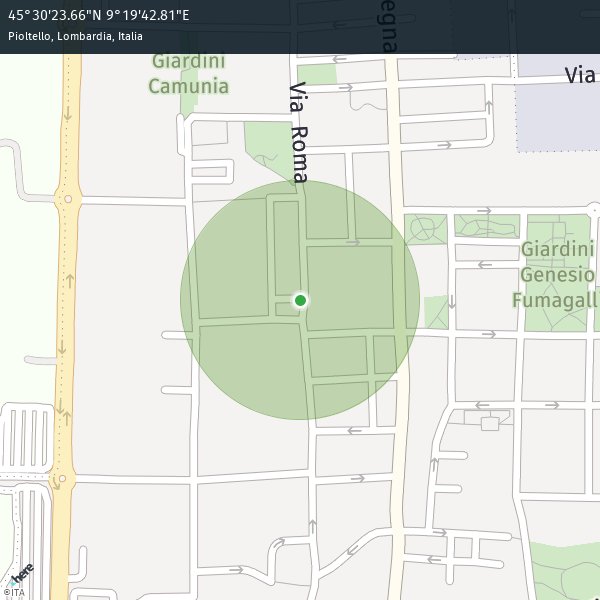 45°30'23.66"N 9°19'42.81"E
Pioltello, Lombardia, Italia
egna
Giardini
Camunia
Via
Via Roma
Giardini
Genesio
Fumagall
here
©ITA